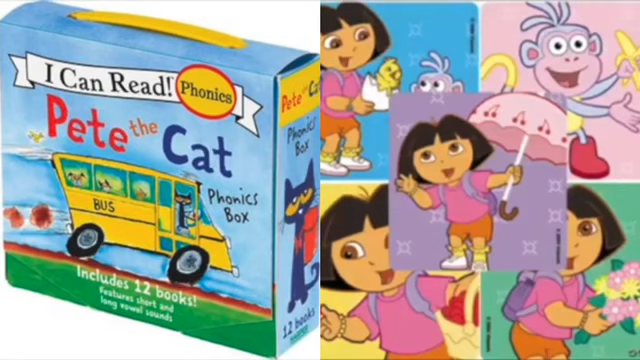 I Can Read!
Phonics
Pete the Cat
Phonics Box
BUS
Includes 12 books!
Features short and
long vowel sounds
Pete the Cat
Phonics
Box
12 books